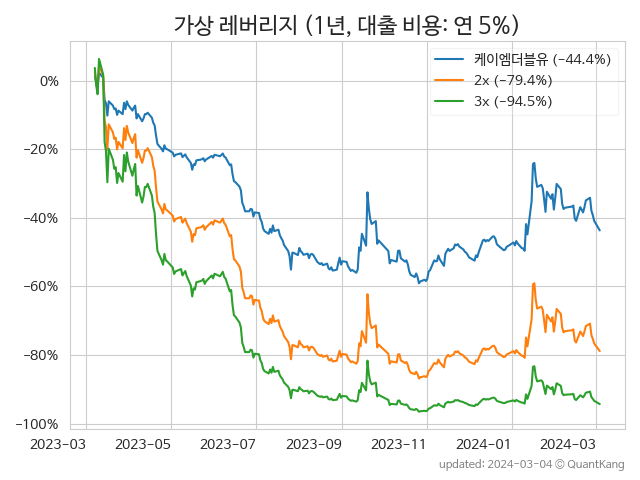 가상 레버리지 (1년, 대출 비용: 연 5%)
케이엠더블유 (−44.4%)
2x (−79.4%)
3x (−94.5%)
0%
−20%
−40%
−60%
−80%
−100%
2023-03 2023-05 2023-07 2023-09 2023-11 2024-01 2024-03
updated: 2024-03-04 © QuantKang